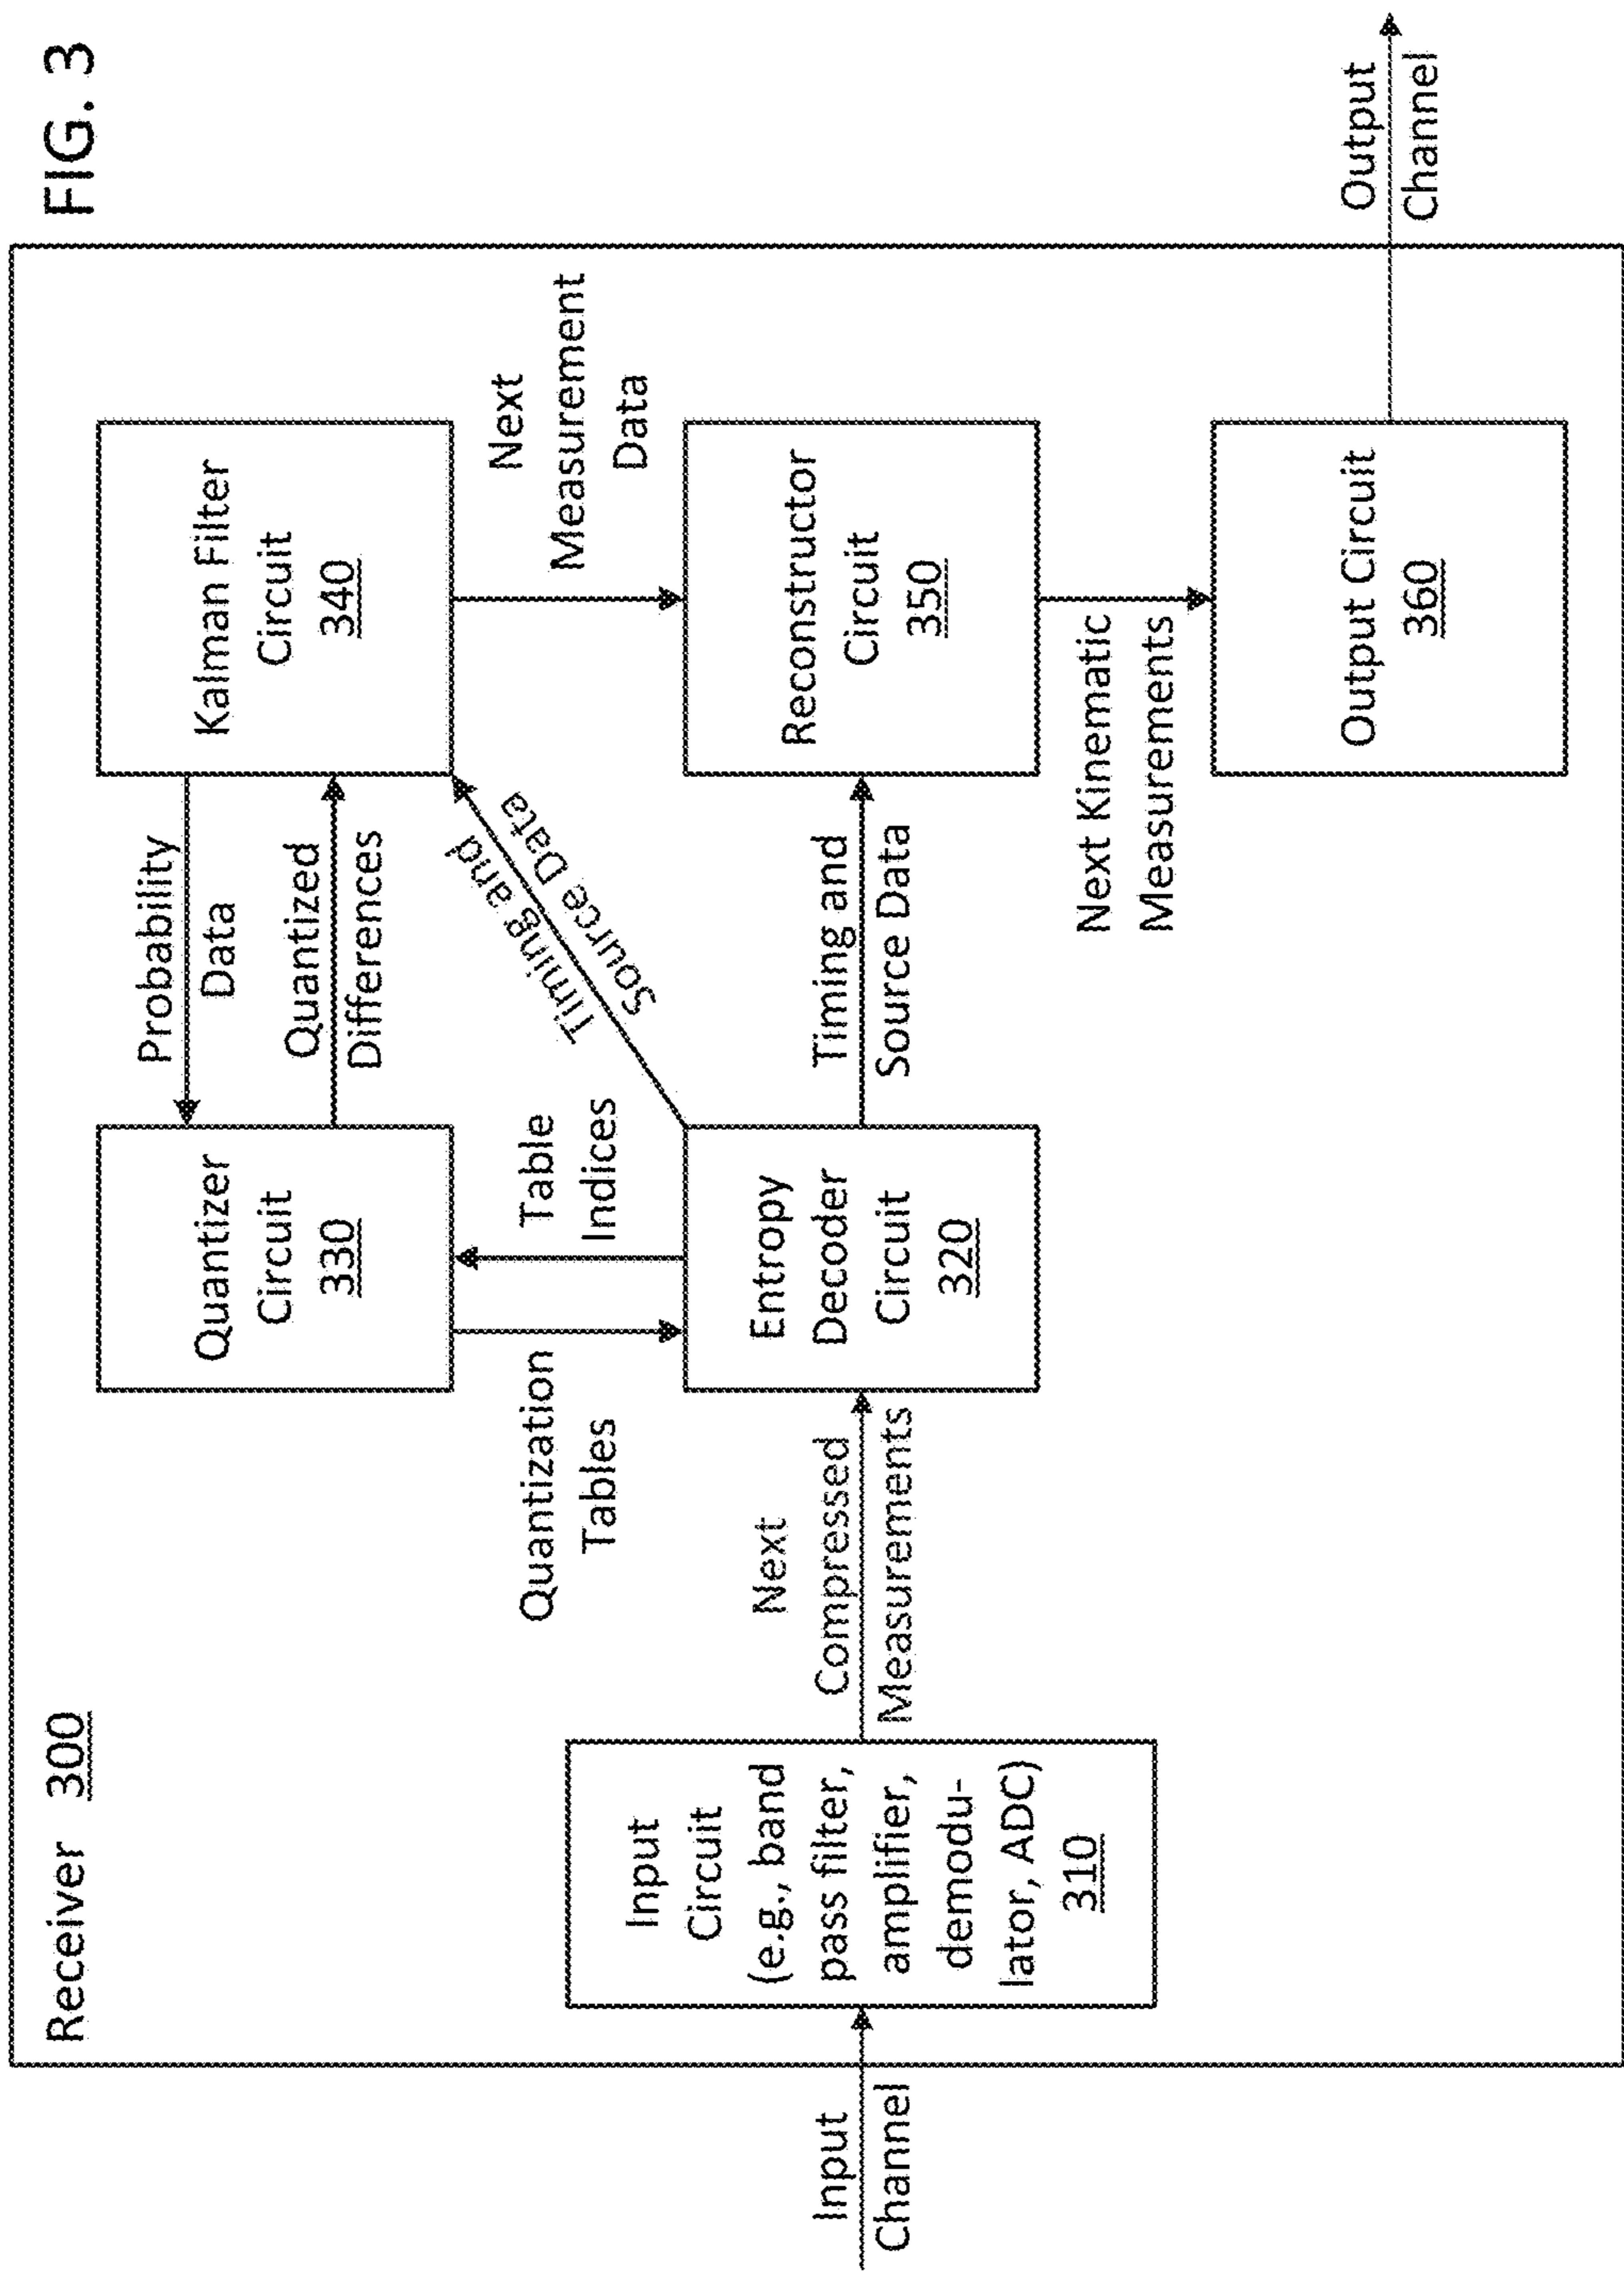 FIG. 3
Receiver 300
Input
Channel
Input
Circuit
(e.g., band
pass filter,
amplifier,
demodu-
lator, ADC)
310
Next
Compressed
Measurements
Quantization
Tables
Table
Indices
Quantizer
Circuit
330
Entropy
Decoder
Circuit
320
Probability
Data
Quantized
Differences
Timing and
Source Data
Timing and
Source Data
Kalman Filter
Circuit
340
Next
Measurement
Data
Reconstructor
Circuit
350
Next Kinematic
Measurements
Output Circuit
360
Output
Channel